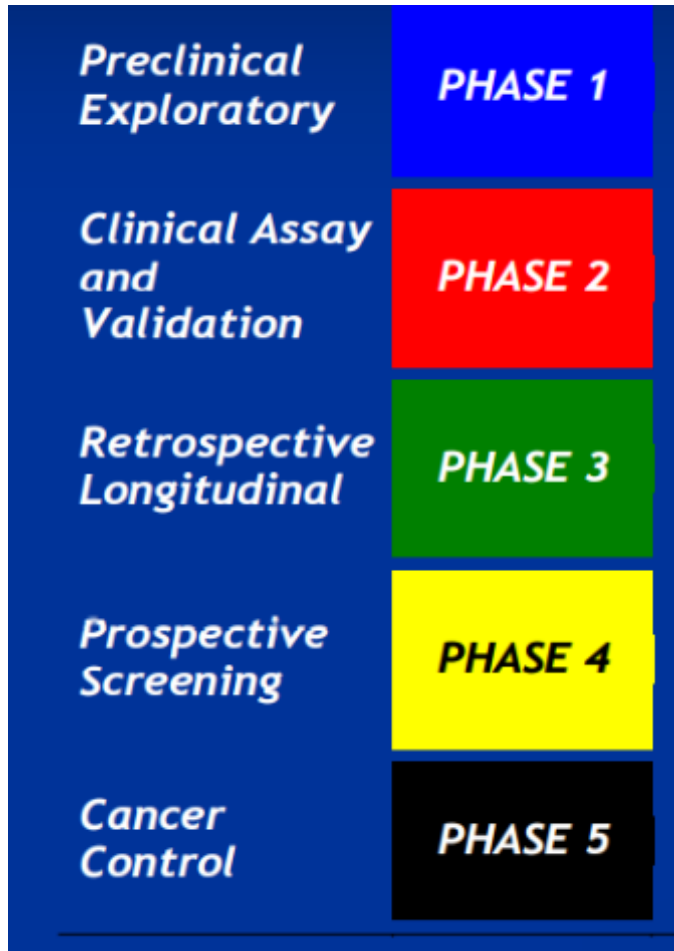 Preclinical
Exploratory
PHASE 1
Clinical Assay
and
Validation
PHASE 2
Retrospective
Longitudinal
PHASE 3
Prospective
Screening
PHASE 4
Cancer
Control
PHASE 5